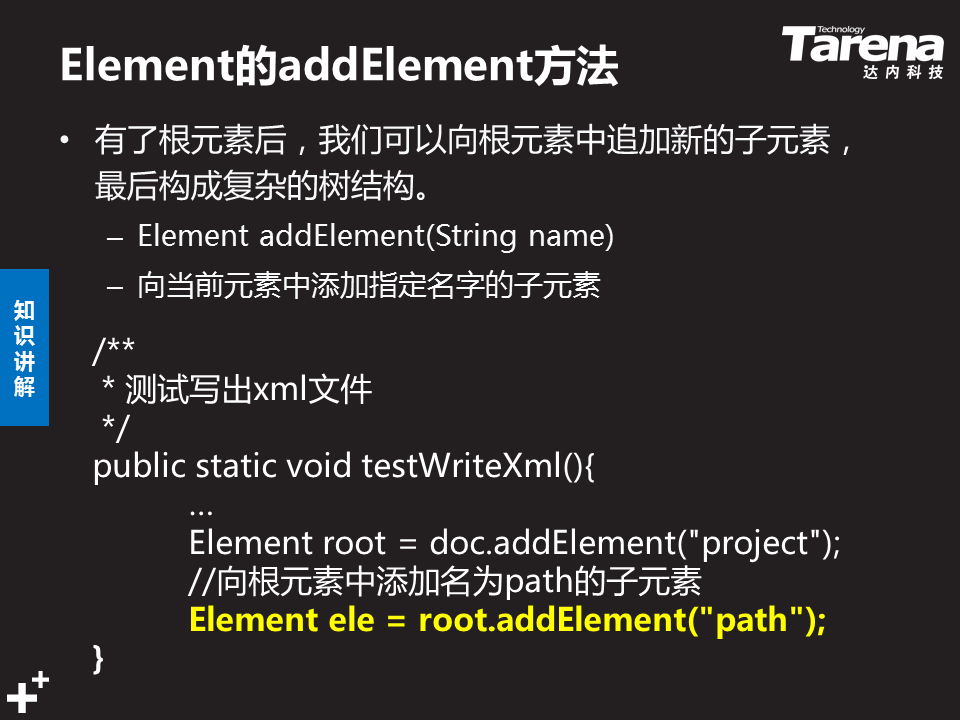 Element的addElement方法
Technology
Tarena
达内科技
• 有了根元素后，我们可以向根元素中追加新的子元素，
最后构成复杂的树结构。
– Element addElement(String name)
– 向当前元素中添加指定名字的子元素
知
识
讲
解
/**
* 测试写出xml文件
*/
public static void testWriteXml(){
…
Element root = doc.addElement("project");
//向根元素中添加名为path的子元素
Element ele = root.addElement("path");
}